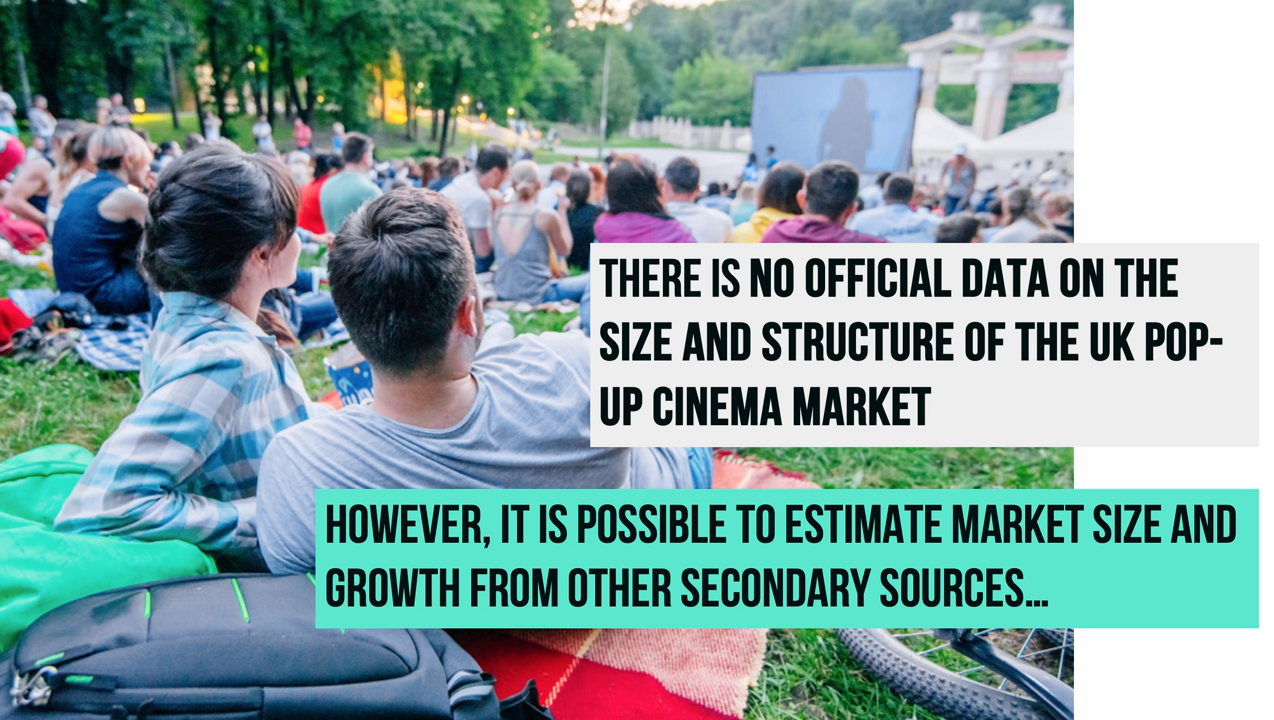 THERE IS NO OFFICIAL DATA ON THE
SIZE AND STRUCTURE OF THE UK POP-
UP CINEMA MARKET
HOWEVER, IT IS POSSIBLE TO ESTIMATE MARKET SIZE AND
GROWTH FROM OTHER SECONDARY SOURCES...